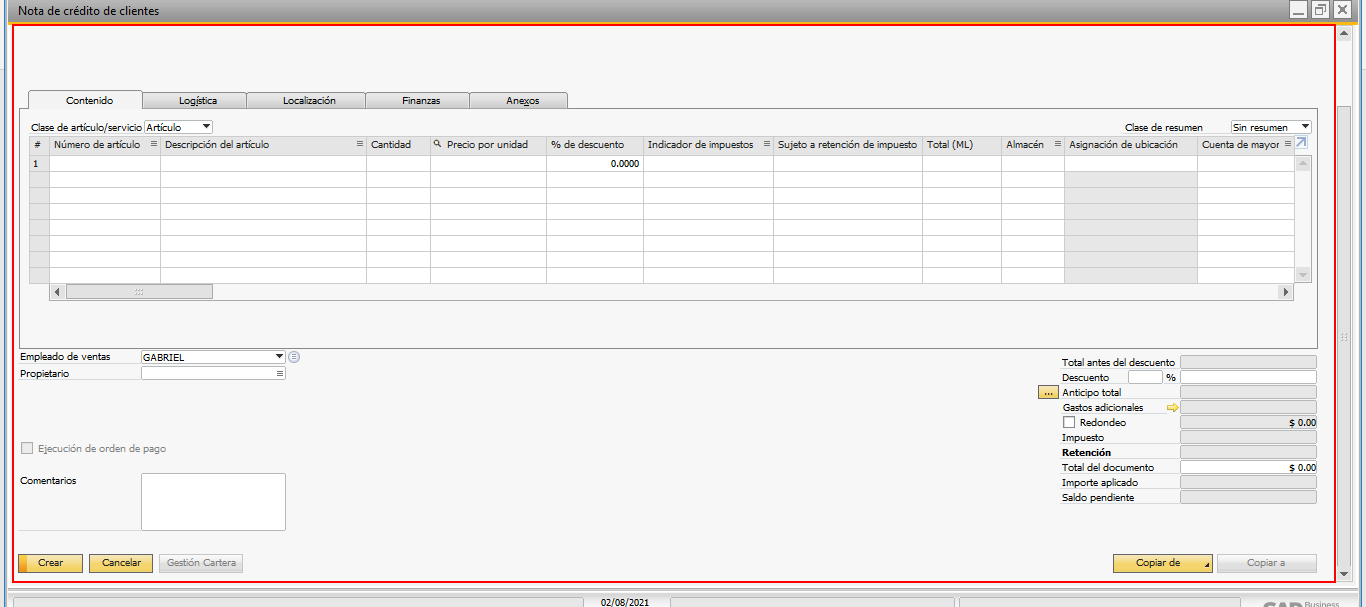 Nota de crédito de clientes
Contenido Logística Localización Finanzas Anexos
Clase de artículo/servicio Artículo Clase de resumen Sin resumen
# Número de artículo Descripción del artículo Cantidad Precio por unidad % de descuento Indicador de impuestos Sujeto a retención de impuesto Total (ML) Almacén Asignación de ubicación Cuenta de mayor
1 0.0000
Empleado de ventas GABRIEL
Propietario
Total antes del descuento
Descuento %
... Anticipo total
Gastos adicionales
Redondeo $ 0.00
Impuesto
Ejecución de orden de pago
Retención
Total del documento $ 0.00
Comentarios
Importe aplicado
Saldo pendiente
Crear Cancelar Gestión Cartera Copiar de Copiar a
02/08/2021
SAP Business